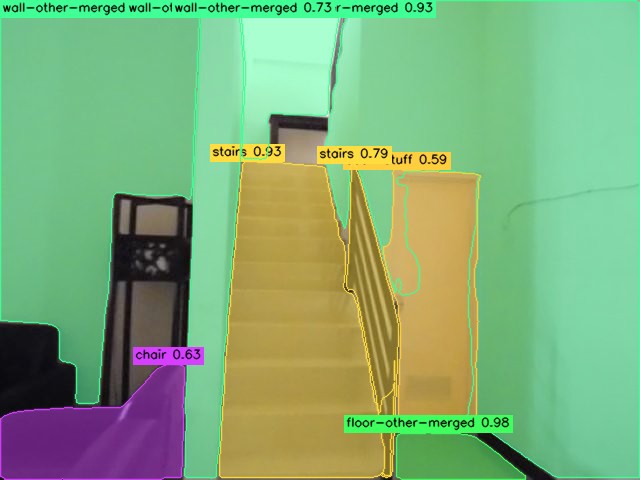 wall-other-merged wall-ot wall-other-merged 0.73 r-merged 0.93
stairs 0.93
stairs 0.79
tuff 0.59
chair 0.63
floor-other-merged 0.98